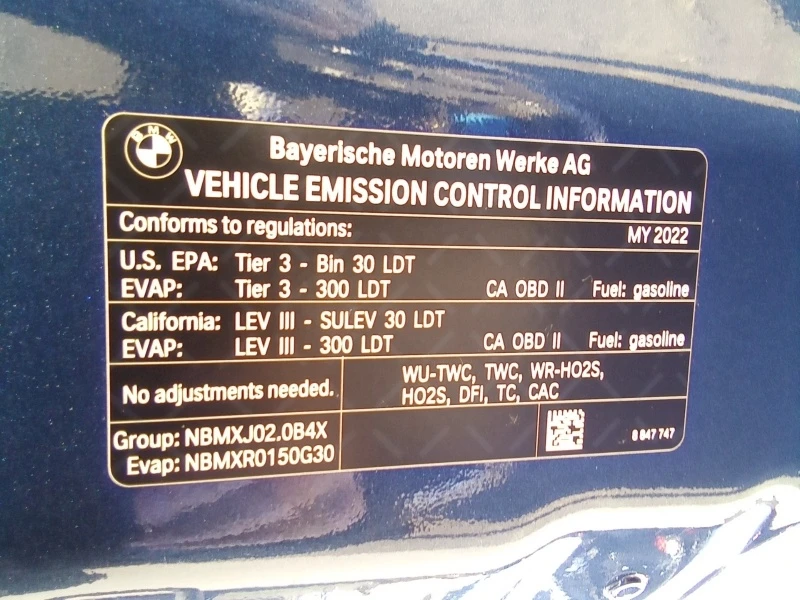 BMW
Bayerische Motoren Werke AG
VEHICLE EMISSION CONTROL INFORMATION
Conforms to regulations: MY 2022
U.S. EPA: Tier 3 - Bin 30 LDT
EVAP: Tier 3 - 300 LDT CA OBD II Fuel: gasoline
California: LEV III - SULEV 30 LDT
EVAP: LEV III - 300 LDT CA OBD II Fuel: gasoline
No adjustments needed.
WU-TWC, TWC, WR-HO2S,
HO2S, DFI, TC, CAC
Group: NBMXJ02.0B4X
Evap: NBMXR0150G30
8 847 747